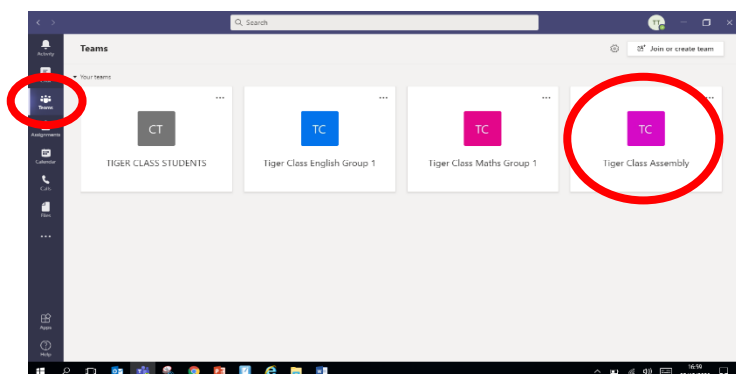 Search
TT
Activity
Teams
Join or create team
Your teams
Teams
CT
TC
TC
TC
TIGER CLASS STUDENTS
Tiger Class English Group 1
Tiger Class Maths Group 1
Tiger Class Assembly
Assignments
Calendar
Calls
Files
Apps
Help
16:59